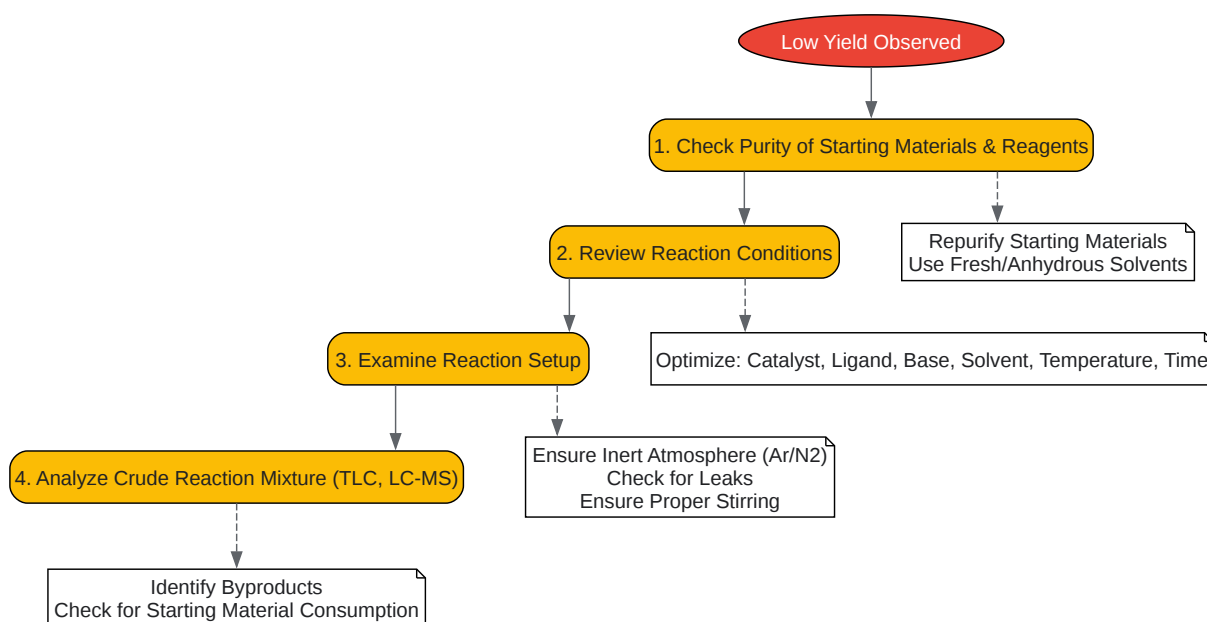 Low Yield Observed
1. Check Purity of Starting Materials & Reagents
Repurify Starting Materials
Use Fresh/Anhydrous Solvents
2. Review Reaction Conditions
Optimize: Catalyst, Ligand, Base, Solvent, Temperature, Time
3. Examine Reaction Setup
Ensure Inert Atmosphere (Ar/N2)
Check for Leaks
Ensure Proper Stirring
4. Analyze Crude Reaction Mixture (TLC, LC-MS)
Identify Byproducts
Check for Starting Material Consumption